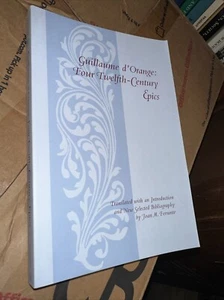 Guillaume d'Orange:
Four Twelfth-Century
Epics
Translated with an Introduction
and New Selected Bibliography
by Joan M. Ferrante